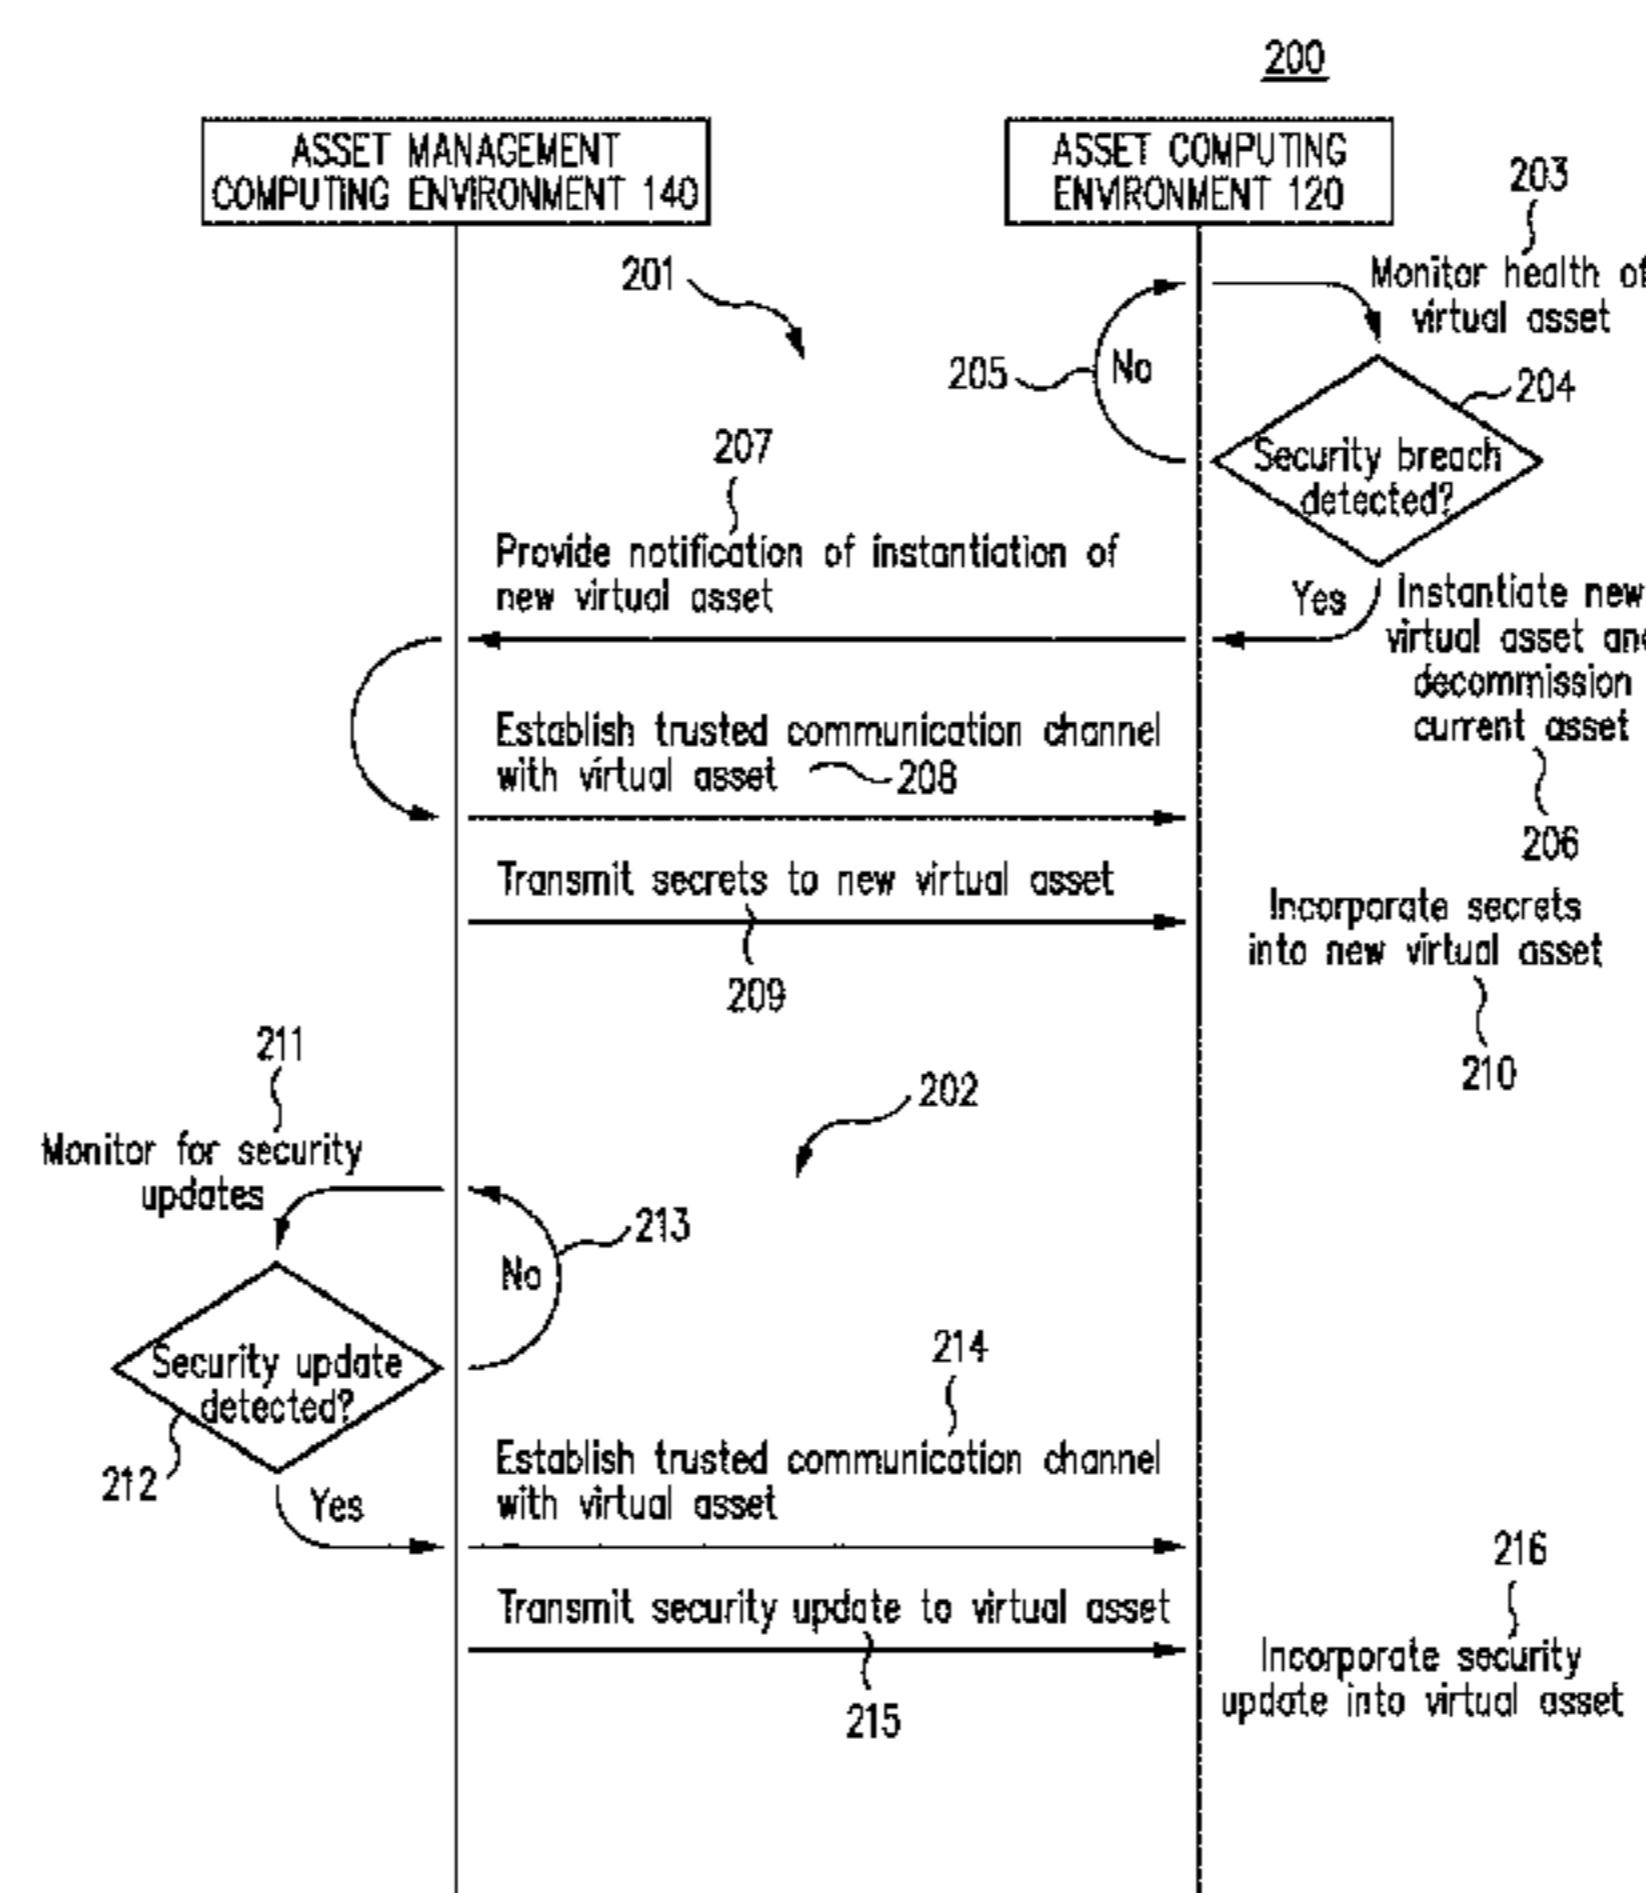 200
ASSET MANAGEMENT
COMPUTING ENVIRONMENT 140
ASSET COMPUTING
ENVIRONMENT 120
203
201
Monitor health of
virtual asset
205
No
204
Security breach
detected?
207
Provide notification of instantiation of
new virtual asset
Yes
Instantiate new
virtual asset and
decommission
current asset
206
Establish trusted communication channel
with virtual asset
208
Transmit secrets to new virtual asset
209
Incorporate secrets
into new virtual asset
210
211
202
Monitor for security
updates
213
No
Security update
detected?
212
Yes
214
Establish trusted communication channel
with virtual asset
216
Transmit security update to virtual asset
215
Incorporate security
update into virtual asset